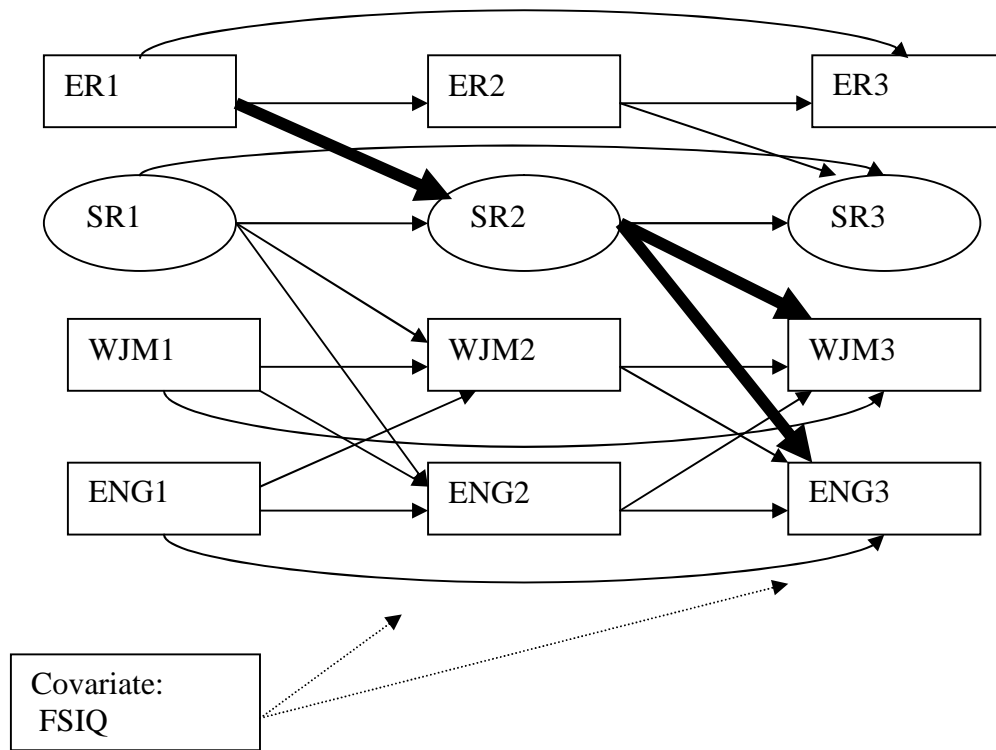 ER1
ER2
ER3
SR1
SR2
SR3
WJM1
WJM2
WJM3
ENG1
ENG2
ENG3
Covariate:
FSIQ